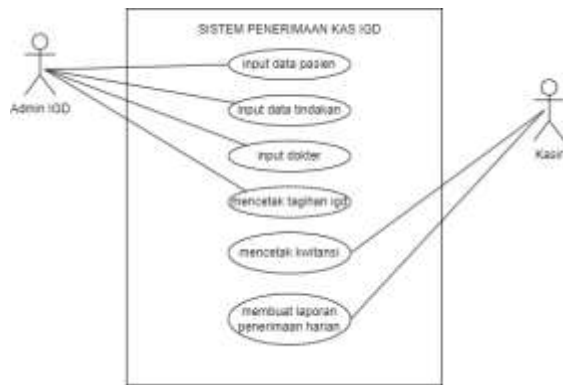 SISTEM PENERIMAAN KAS IGD
input data pasien
Admin IGD
input data tindakan
input dokter
Kasir
mencetak tagihan igd
mencetak kwitansi
membuat laporan
penerimaan harian